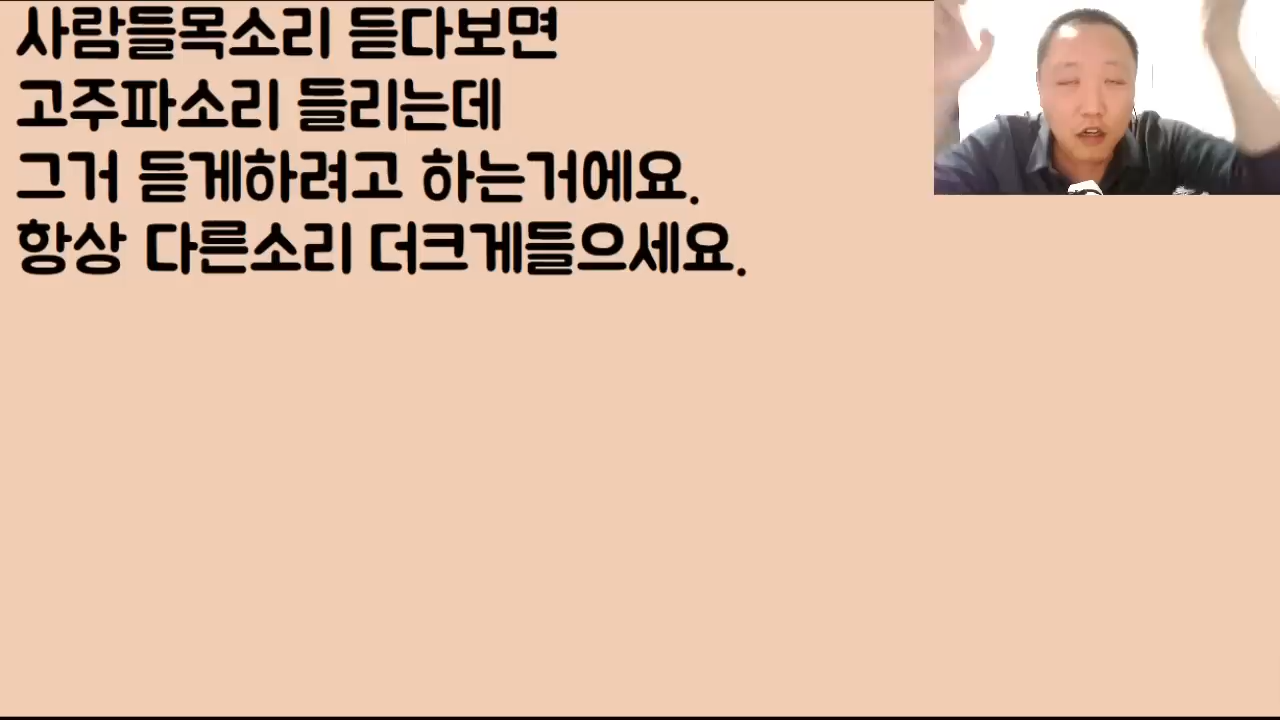 사람들목소리 듣다보면
고주파소리 들리는데
그거 듣게하려고 하는거에요.
항상 다른소리 더크게들으세요.